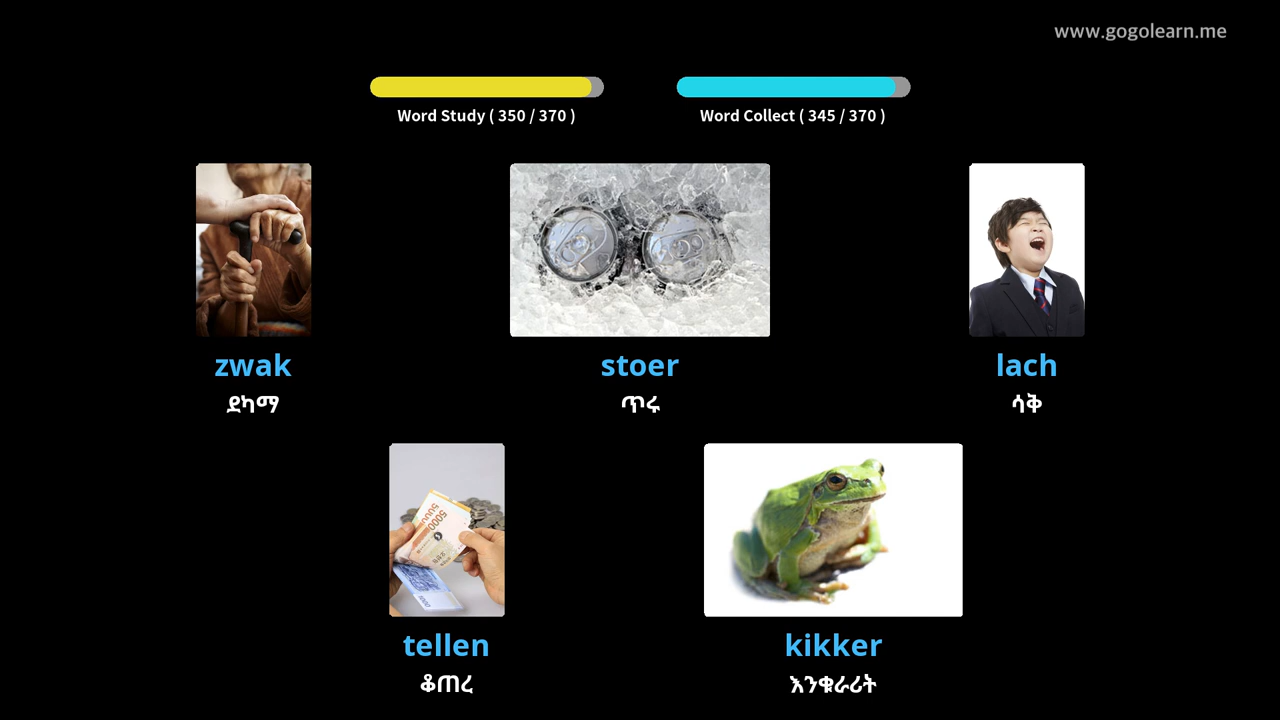 www.gogolearn.me
Word Study ( 350 / 370 )
Word Collect ( 345 / 370 )
zwak
ደካማ
stoer
ጥሩ
lach
ሳቅ
5000
tellen
ቆጠረ
kikker
እንቁራሪት